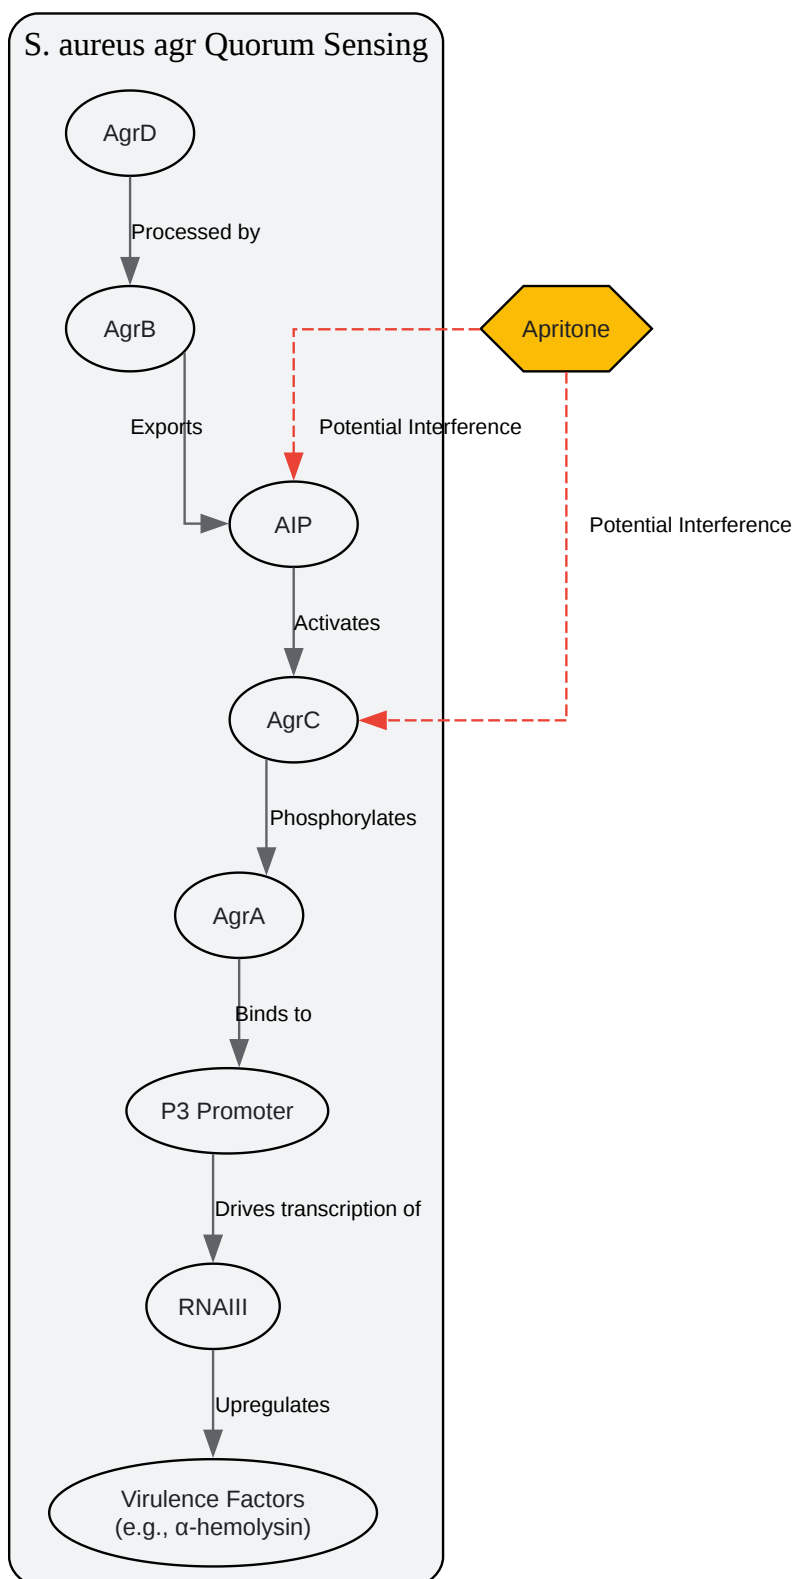 S. aureus agr Quorum Sensing
AgrD
Processed by
AgrB
Apritone
Exports
Potential Interference
AIP
Potential Interference
Activates
AgrC
Phosphorylates
AgrA
Binds to
P3 Promoter
Drives transcription of
RNAIII
Upregulates
Virulence Factors
(e.g., α-hemolysin)